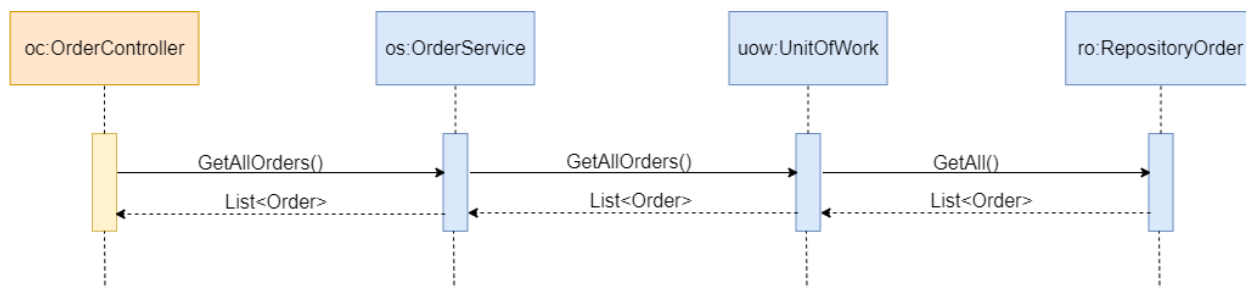 oc:OrderController
os:OrderService
uow:UnitOfWork
ro:RepositoryOrder
GetAllOrders()
GetAllOrders()
GetAll()
List<Order>
List<Order>
List<Order>